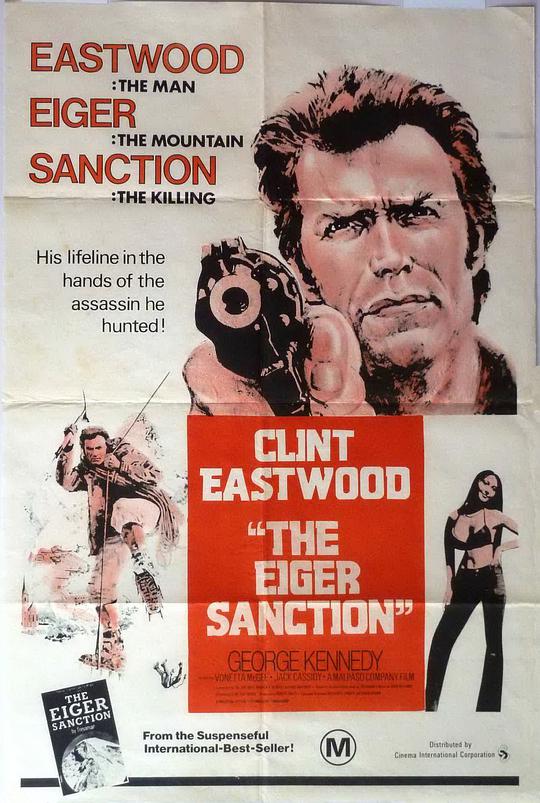 EASTWOOD
:THE MAN
EIGER
:THE MOUNTAIN
SANCTION
:THE KILLING
His lifeline in the
hands of the
assassin he
hunted!
CLINT
EASTWOOD
“THE
EIGER
SANCTION”
GEORGE KENNEDY
VONETTA McGEE · JACK CASSIDY · A MALPASO COMPANY FILM
THE
EIGER
SANCTION
by Trevanian
From the Suspenseful
International-Best-Seller!
M
Distributed by
Cinema International Corporation